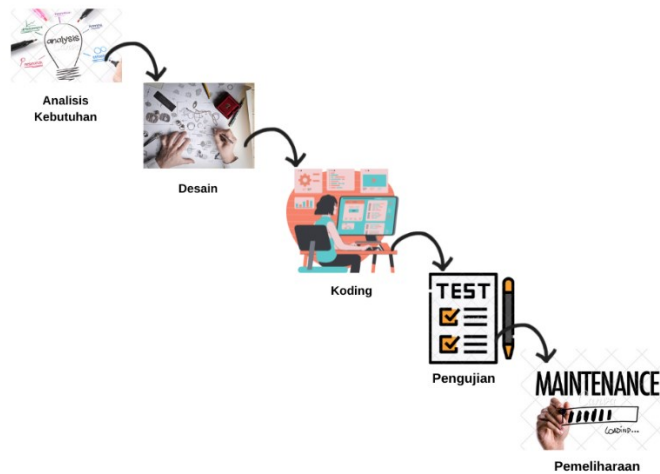 analysis
Analisis
Kebutuhan
Desain
Koding
TEST
Pengujian
MAINTENANCE
LOADING...
Pemeliharaan